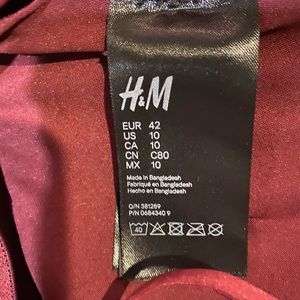 H&M
EUR 42
US 10
CA 10
CN C80
MX 10
Made in Bangladesh
Fabriqué en Bangladesh
Hecho en Bangladesh
O/N 381289
P/N 0684340 9
40